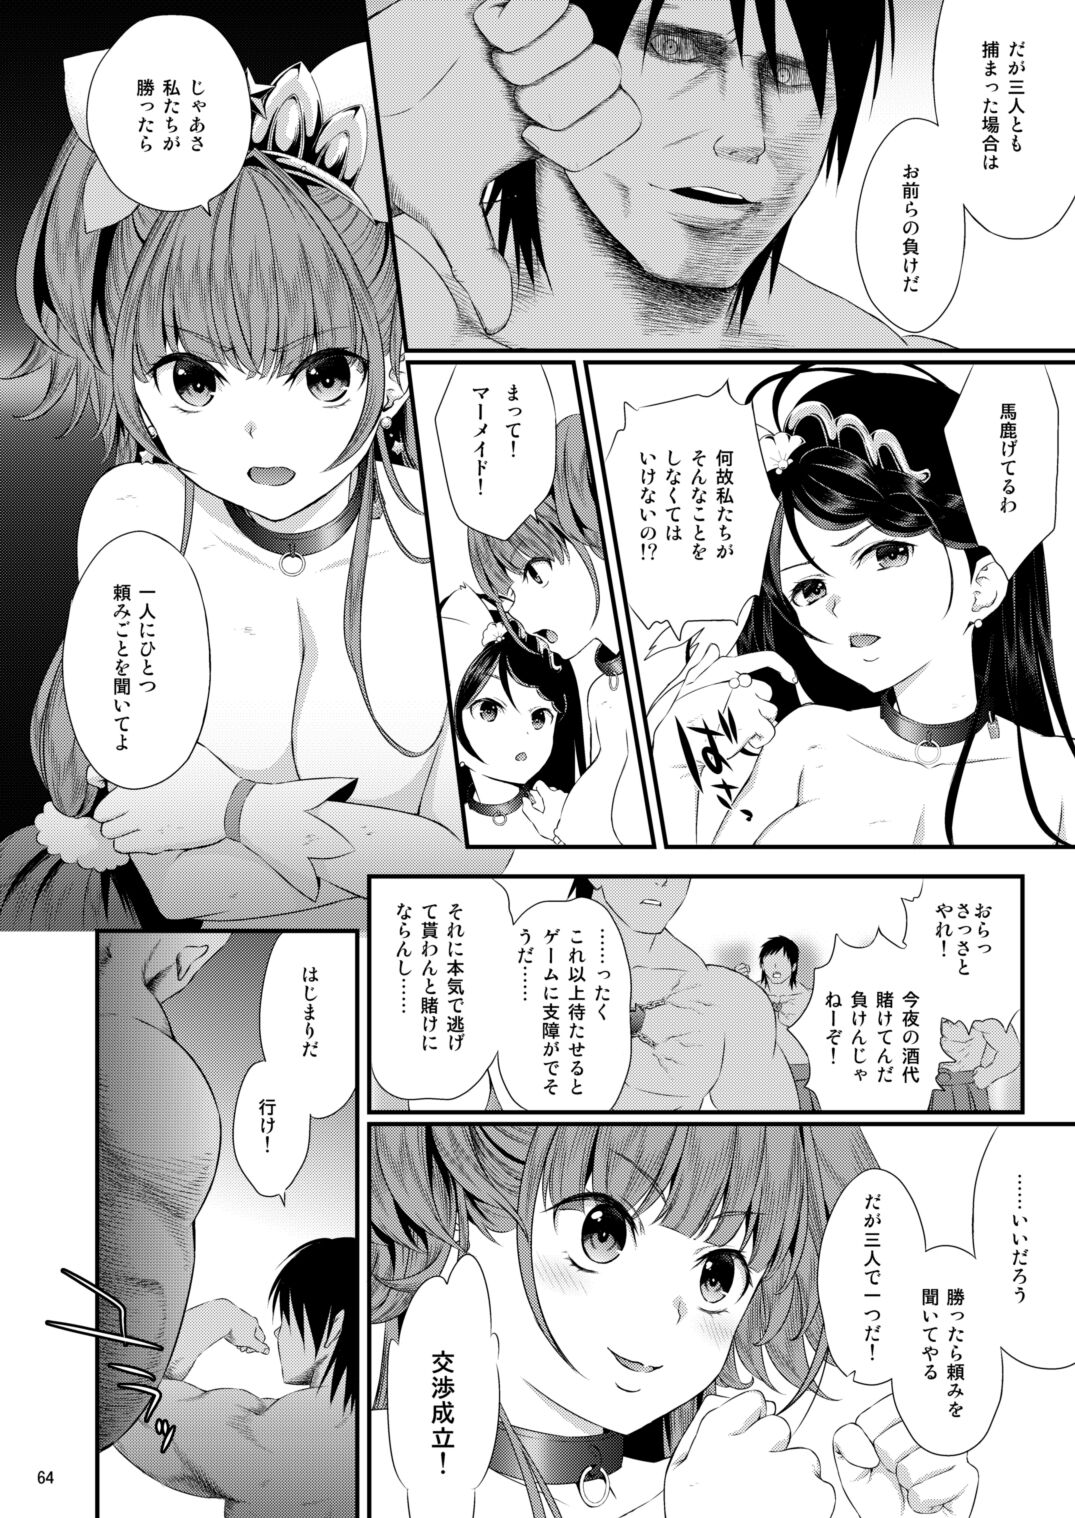 だが三人とも
捕まった場合は
お前らの負けだ
じゃあさ
私たちが
勝ったら
一人にひとつ
頼みごとを聞いてよ
馬鹿げてるわ
何故私たちが
そんなことを
しなくては
いけないの!?
まって!
マーメイド!
おらっ
さっさと
やれ!
今夜の酒代
賭けてんだ
負けんじゃ
ねーぞ!
……ったく
これ以上待たせると
ゲームに支障がでそ
うだ……
それに本気で逃げ
て貰わんと賭けに
ならんし……
……いいだろう
勝ったら頼みを
聞いてやる
だが三人で一つだ!
交渉成立!
はじまりだ
行け!
64